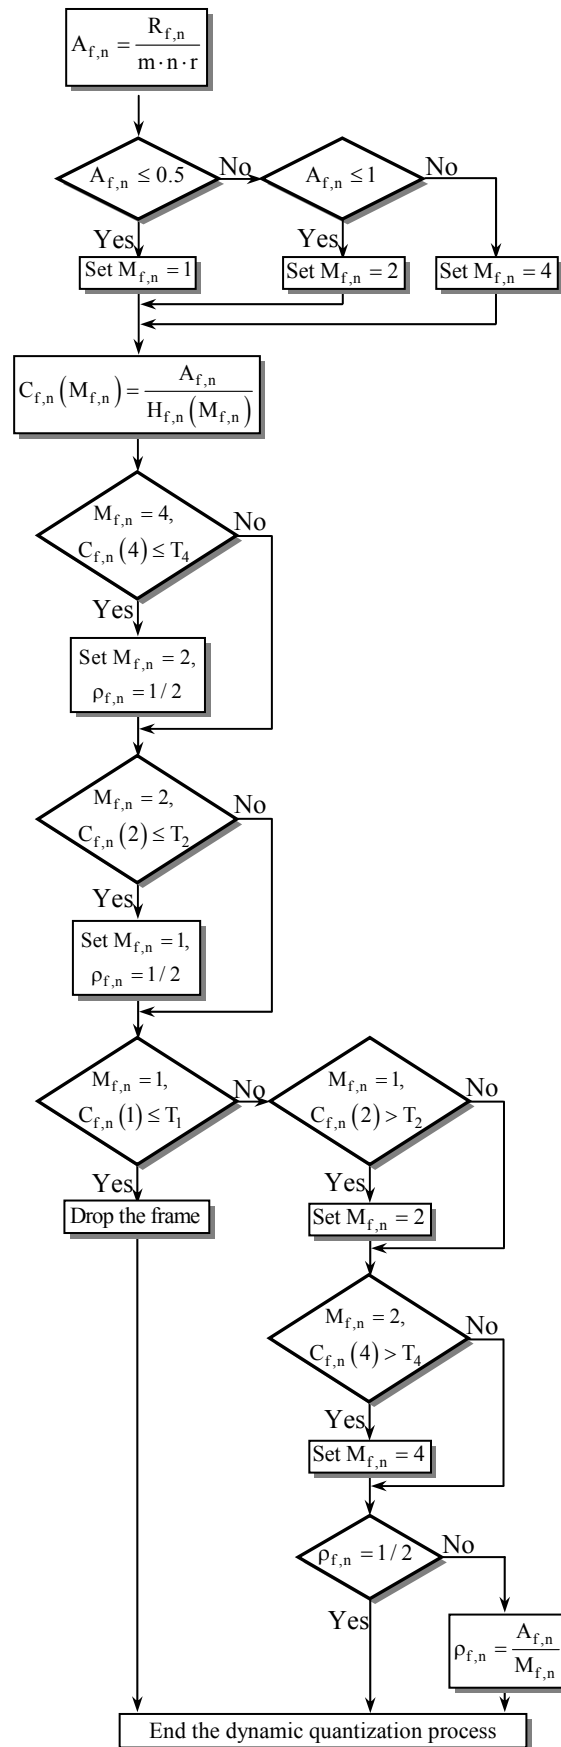 A_{f,n} = R_{f,n} / m·n·r
A_{f,n} ≤ 0.5
No
A_{f,n} ≤ 1
No
Yes
Yes
Set M_{f,n} = 1
Set M_{f,n} = 2
Set M_{f,n} = 4
C_{f,n}(M_{f,n}) = A_{f,n} / H_{f,n}(M_{f,n})
M_{f,n} = 4,
C_{f,n}(4) ≤ T_4
No
Yes
Set M_{f,n} = 2,
ρ_{f,n} = 1/2
M_{f,n} = 2,
C_{f,n}(2) ≤ T_2
No
Yes
Set M_{f,n} = 1,
ρ_{f,n} = 1/2
M_{f,n} = 1,
C_{f,n}(1) ≤ T_1
No
M_{f,n} = 1,
C_{f,n}(2) > T_2
No
Yes
Yes
Drop the frame
Set M_{f,n} = 2
M_{f,n} = 2,
C_{f,n}(4) > T_4
No
Yes
Set M_{f,n} = 4
ρ_{f,n} = 1/2
No
Yes
ρ_{f,n} = A_{f,n} / M_{f,n}
End the dynamic quantization process